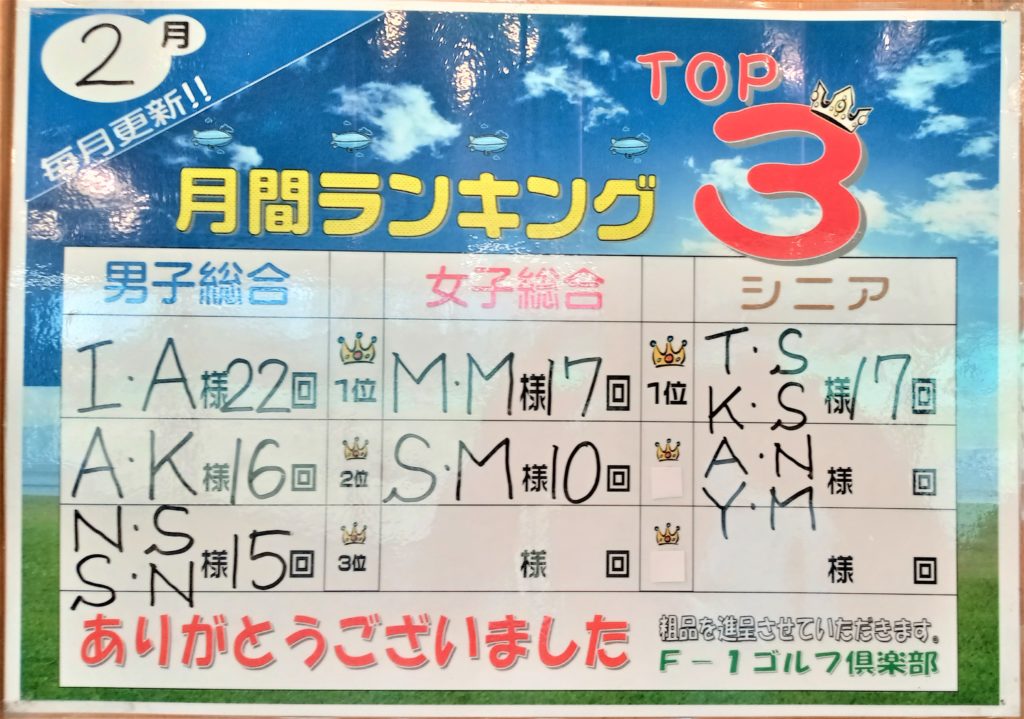 2月
毎月更新!!
TOP
3
月間ランキング
男子総合 女子総合 シニア
I・A様22回 1位 M・M様17回 1位 T・S
K・S 様17回
A・K様16回 2位 S・M様10回 A・N 様 回
Y・M
N・S
S・N 様15回 3位 様 回 様 回
ありがとうございました
粗品を進呈させていただきます。
F-1ゴルフ倶楽部